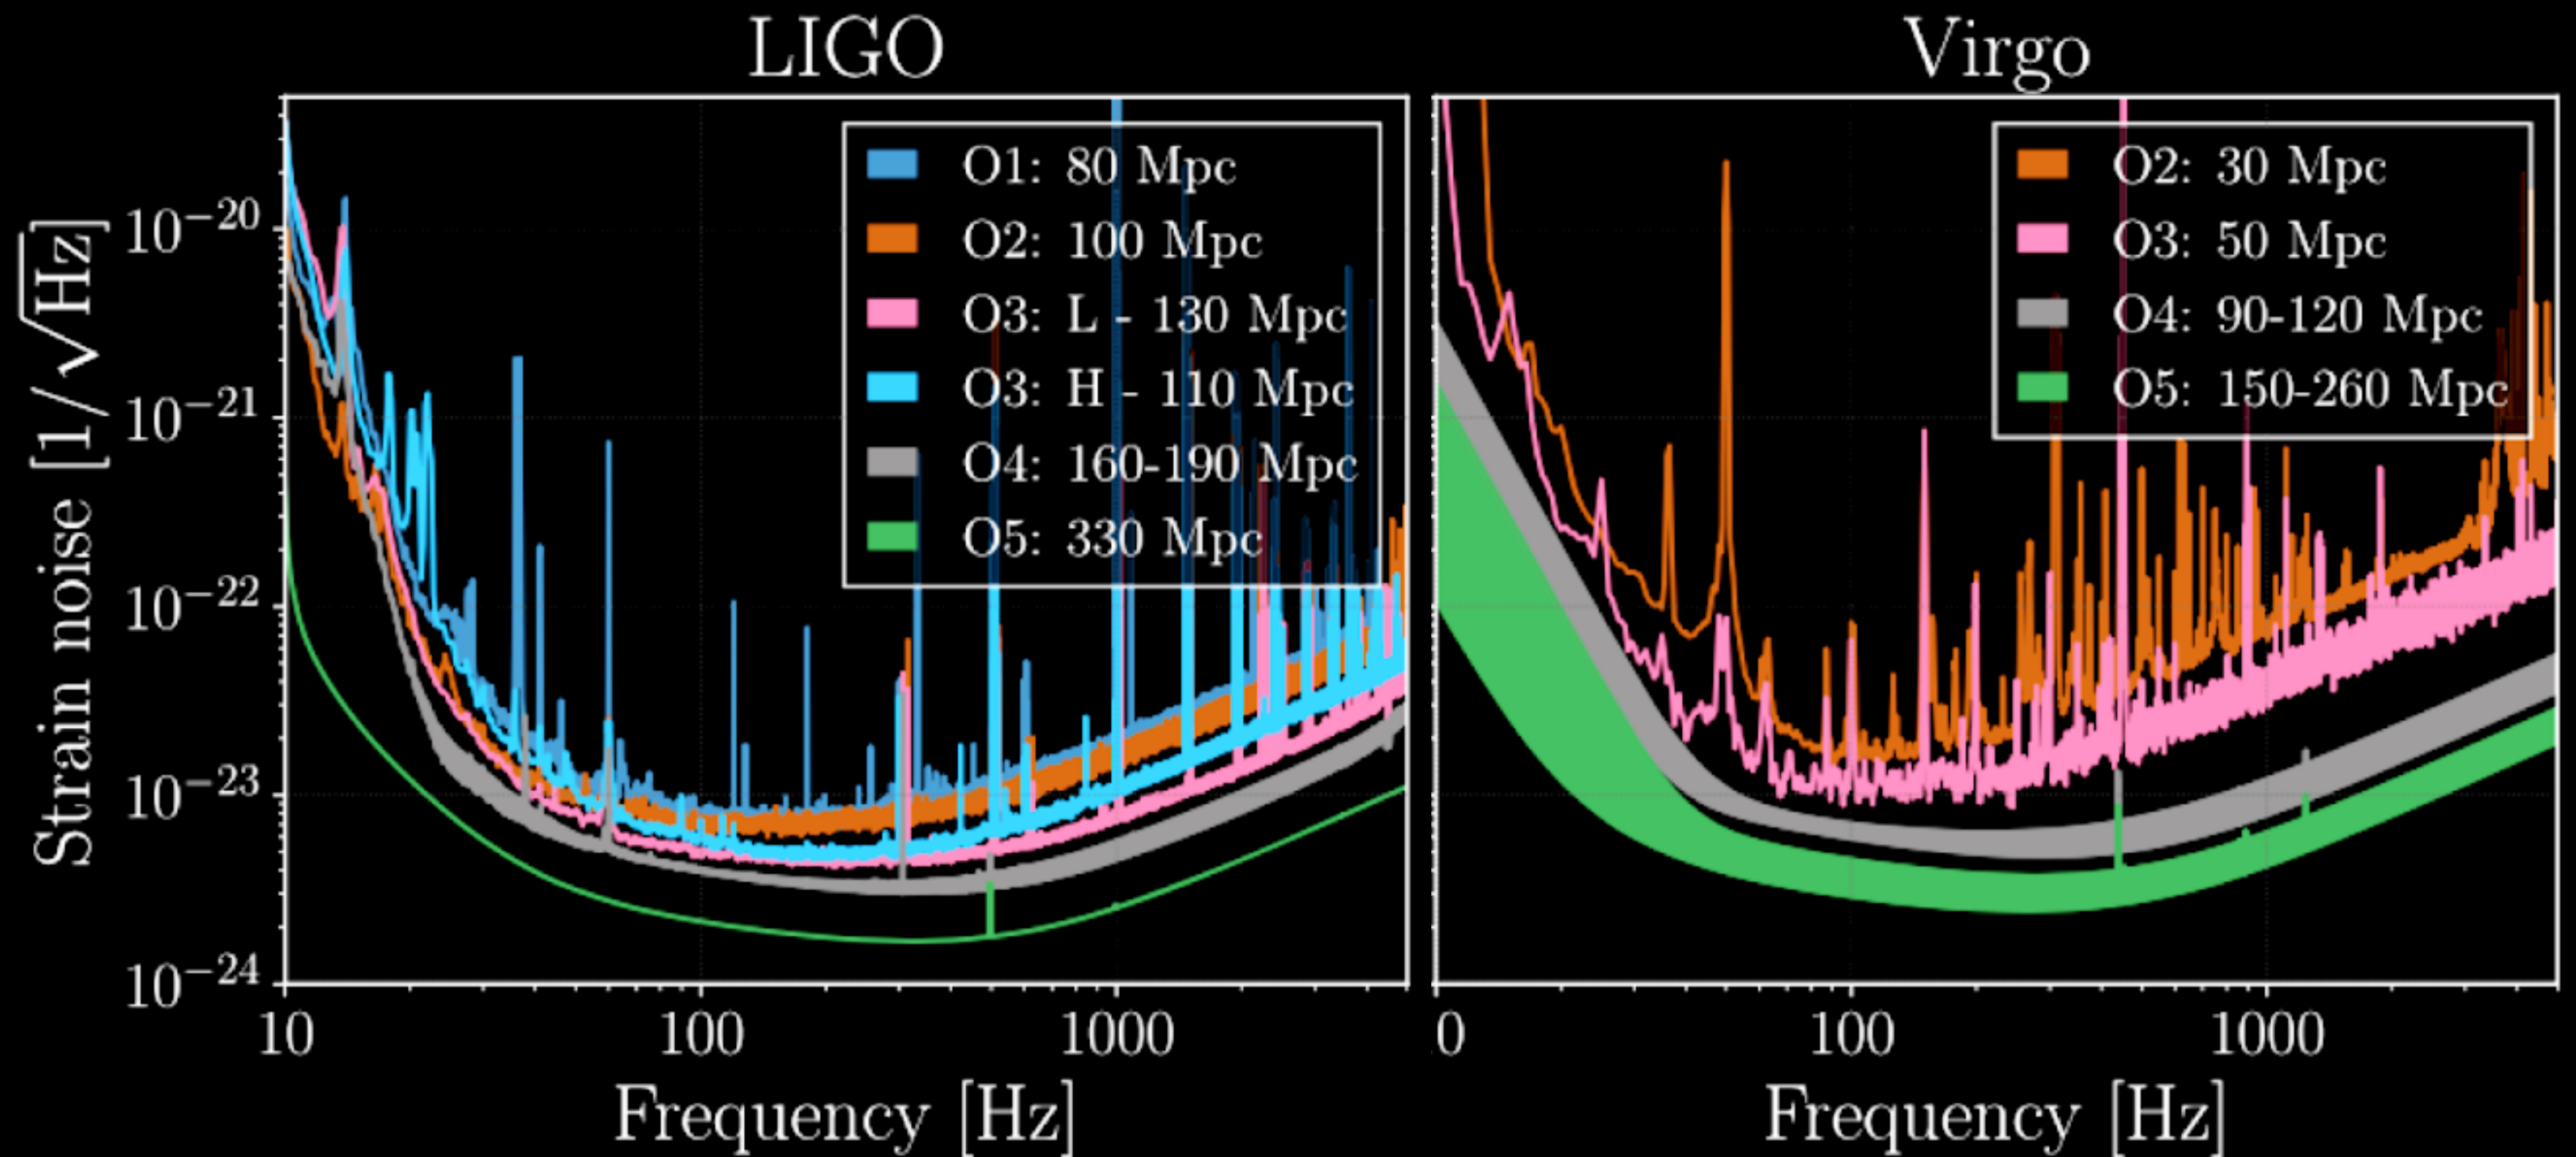 LIGO
O1: 80 Mpc
O2: 100 Mpc
O3: L - 130 Mpc
O3: H - 110 Mpc
O4: 160-190 Mpc
O5: 330 Mpc
Strain noise [1/√Hz]
10⁻²⁰
10⁻²¹
10⁻²²
10⁻²³
10⁻²⁴
10
100
1000
Frequency [Hz]
Virgo
O2: 30 Mpc
O3: 50 Mpc
O4: 90-120 Mpc
O5: 150-260 Mpc
0
100
1000
Frequency [Hz]